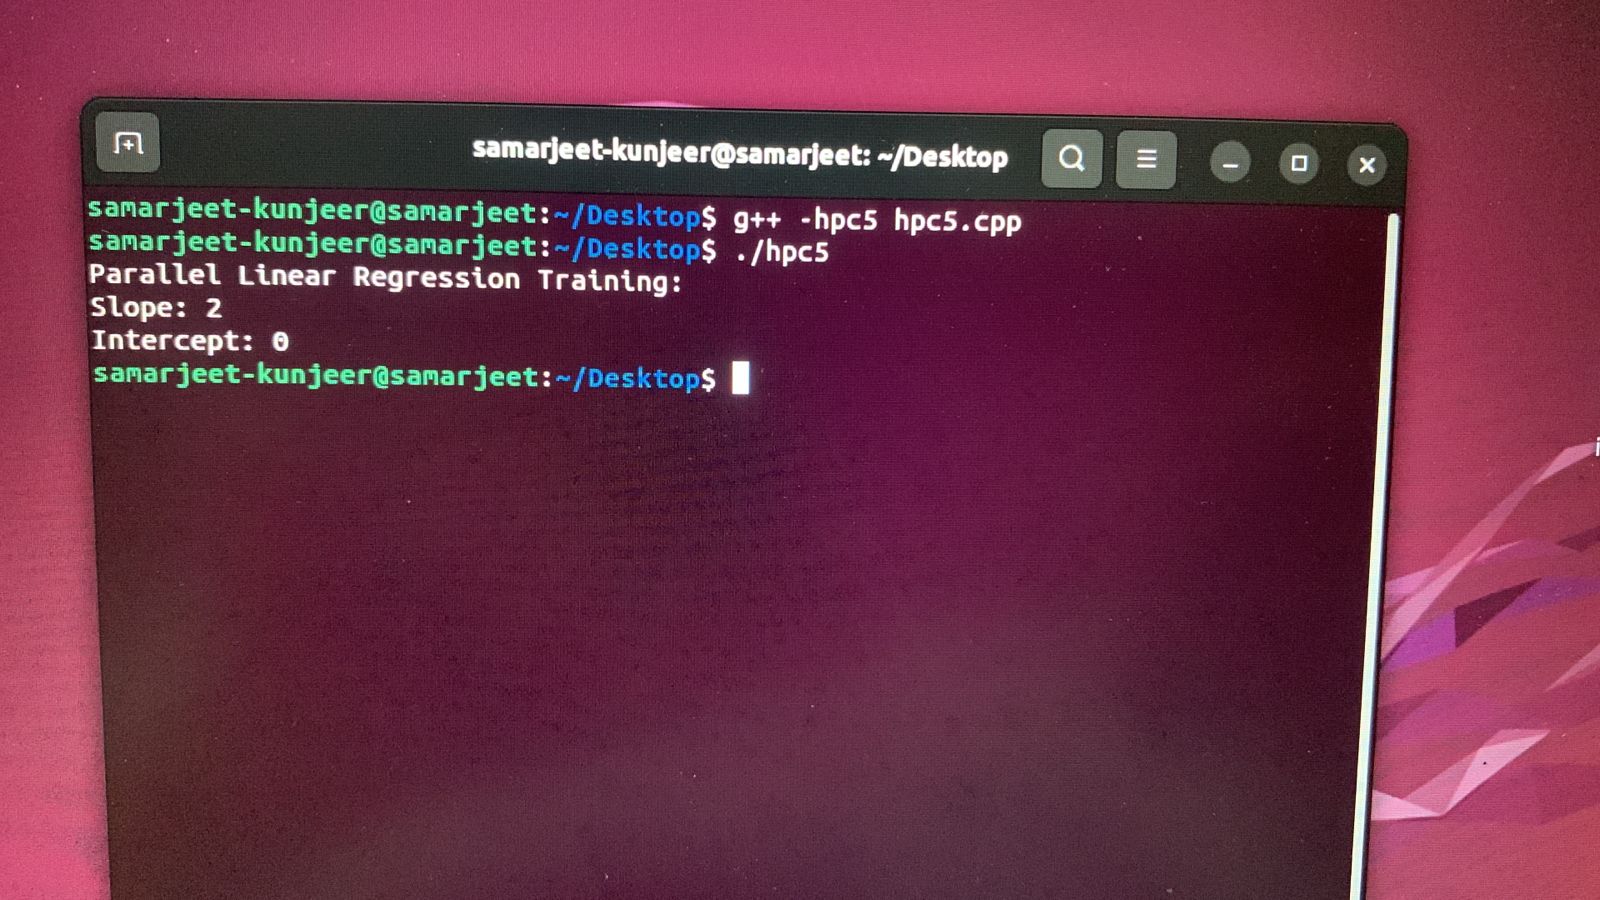 samarjeet-kunjeer@samarjeet: ~/Desktop
samarjeet-kunjeer@samarjeet:~/Desktop$ g++ -hpc5 hpc5.cpp
samarjeet-kunjeer@samarjeet:~/Desktop$ ./hpc5
Parallel Linear Regression Training:
Slope: 2
Intercept: 0
samarjeet-kunjeer@samarjeet:~/Desktop$